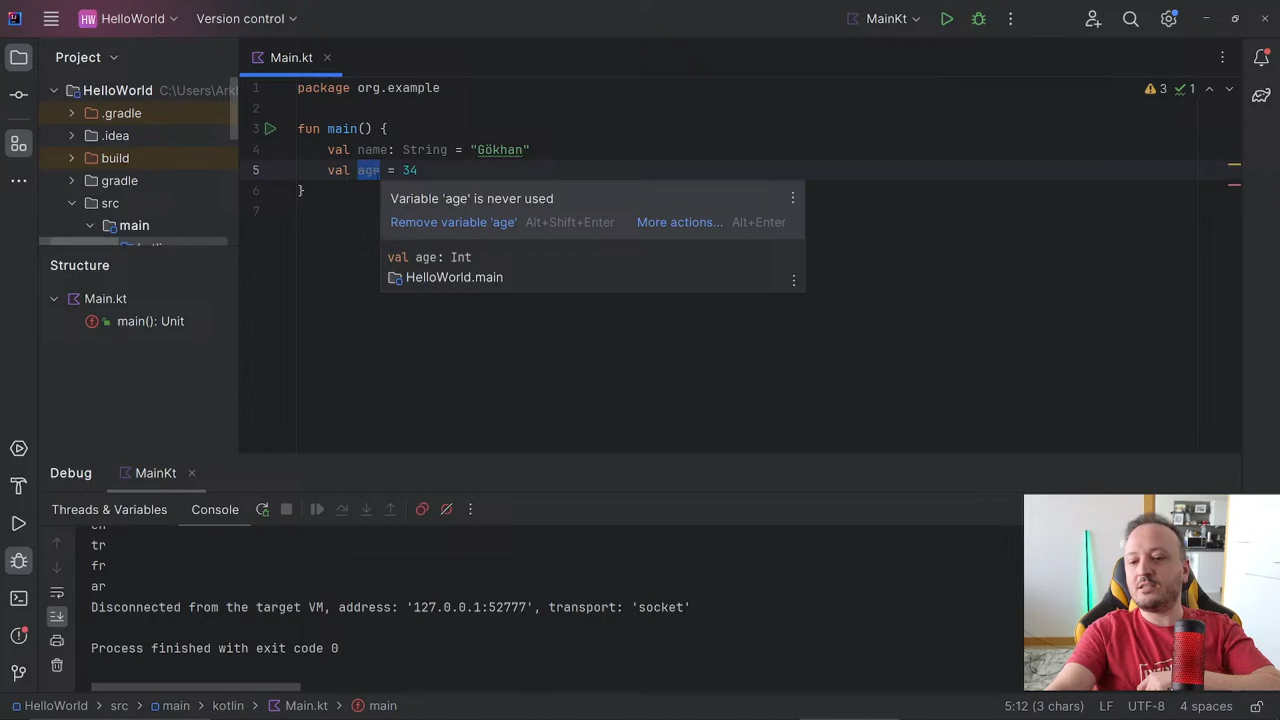 HW HelloWorld Version control MainKt
Project Main.kt
HelloWorld C:\Users\Ark
.gradle
.idea
build
gradle
src
main
Structure
Main.kt
main(): Unit
1 package org.example 3 1
2
3 fun main() {
4 val name: String = "Gökhan"
5 val age = 34
6 }
7
Variable 'age' is never used
Remove variable 'age' Alt+Shift+Enter More actions... Alt+Enter
val age: Int
HelloWorld.main
Debug MainKt
Threads & Variables Console
tr
fr
ar
Disconnected from the target VM, address: '127.0.0.1:52777', transport: 'socket'
Process finished with exit code 0
HelloWorld > src > main > kotlin > Main.kt > main 5:12 (3 chars) LF UTF-8 4 spaces